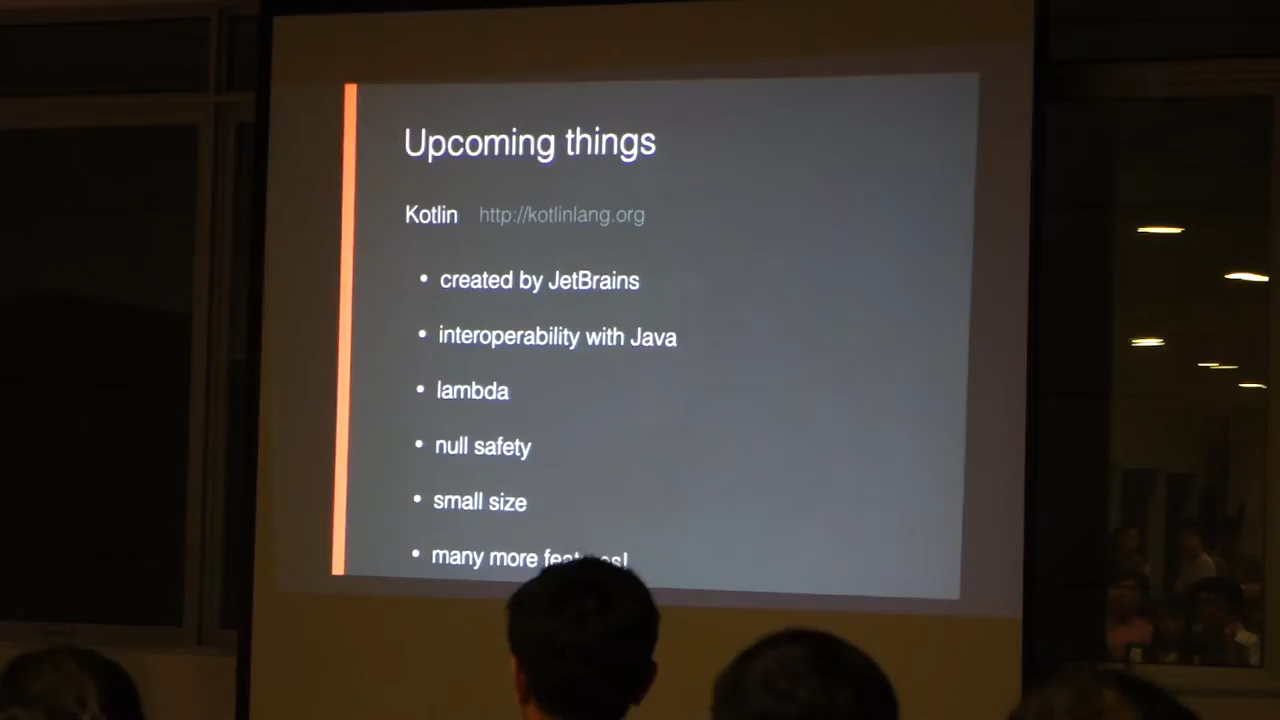 Upcoming things
Kotlin http://kotlinlang.org
• created by JetBrains
• interoperability with Java
• lambda
• null safety
• small size
• many more